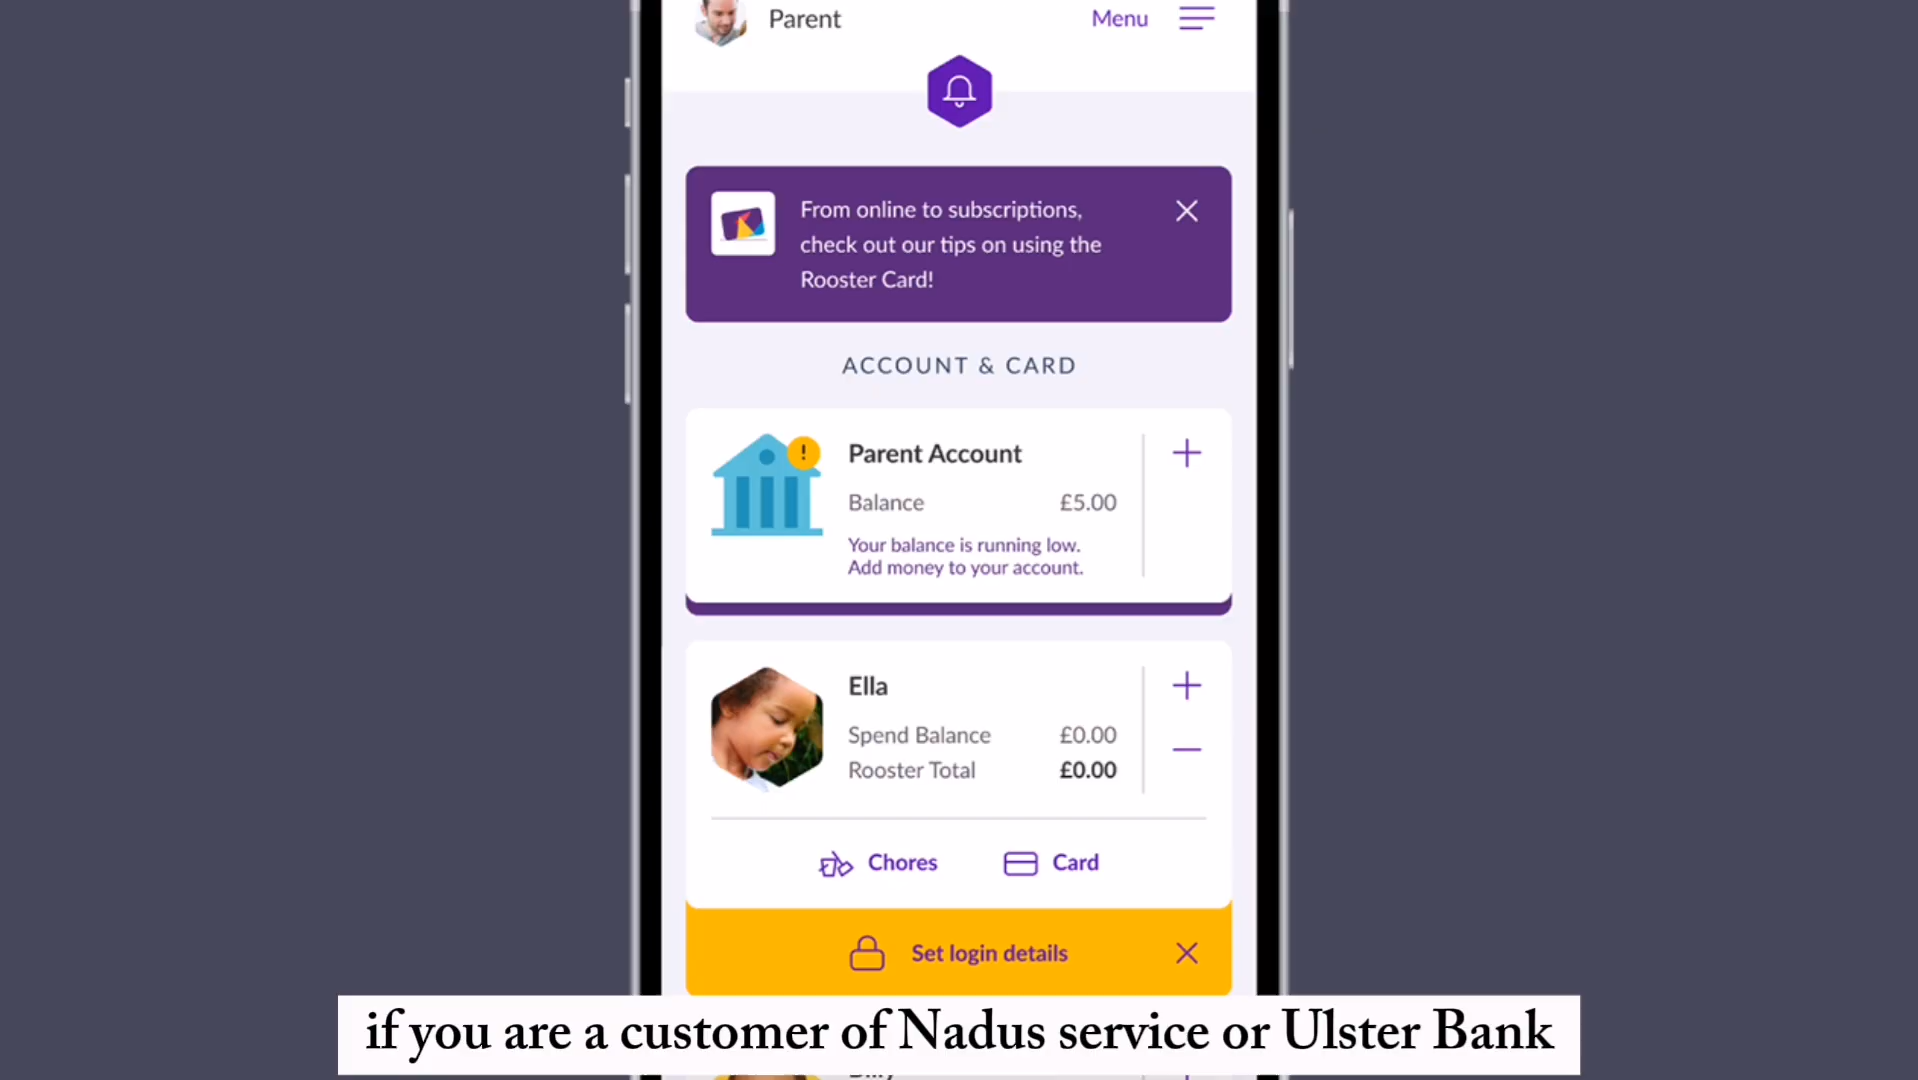 Parent
Menu
From online to subscriptions,
check out our tips on using the
Rooster Card!
ACCOUNT & CARD
!
Parent Account
Balance £5.00
Your balance is running low.
Add money to your account.
Ella
Spend Balance £0.00
Rooster Total £0.00
Chores Card
Set login details
if you are a customer of Nadus service or Ulster Bank